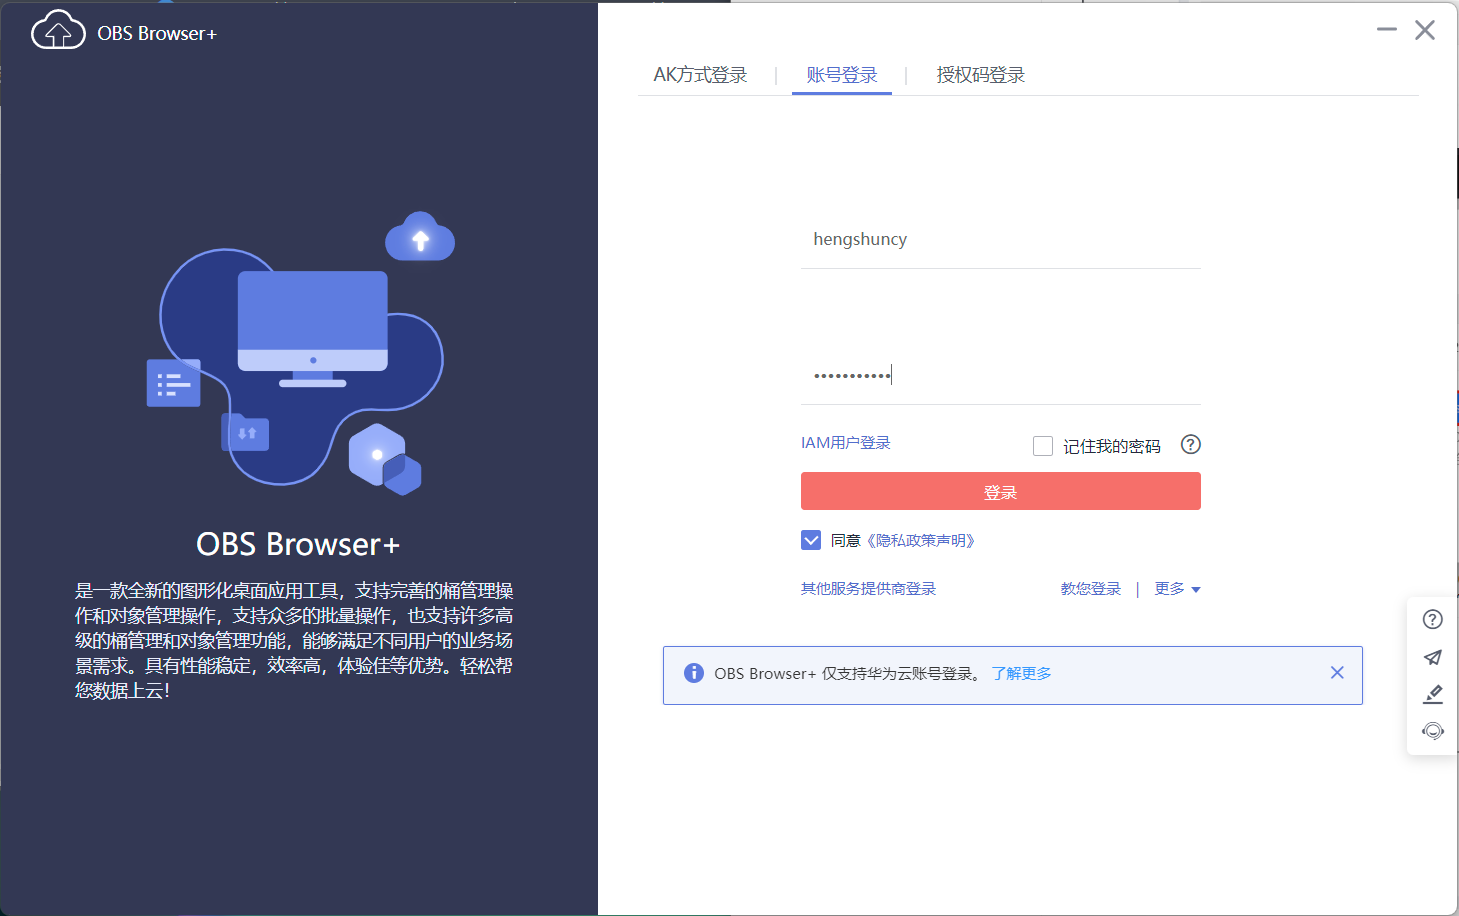 OBS Browser+
AK方式登录
账号登录
授权码登录
hengshuncy
•••••••••••
IAM用户登录
记住我的密码
登录
同意《隐私政策声明》
其他服务提供商登录
教您登录 | 更多
OBS Browser+ 仅支持华为云账号登录。 了解更多
OBS Browser+
是一款全新的图形化桌面应用工具，支持完善的桶管理操
作和对象管理操作，支持众多的批量操作，也支持许多高
级的桶管理和对象管理功能，能够满足不同用户的业务场
景需求。具有性能稳定，效率高，体验佳等优势。轻松帮
您数据上云！